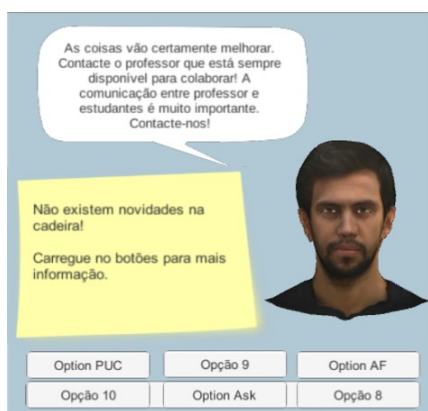 As coisas vão certamente melhorar.
Contacte o professor que está sempre
disponível para colaborar! A
comunicação entre professor e
estudantes é muito importante.
Contacte-nos!
Não existem novidades na
cadeira!
Carregue no botões para mais
informação.
Option PUC
Opção 9
Option AF
Opção 10
Option Ask
Opção 8